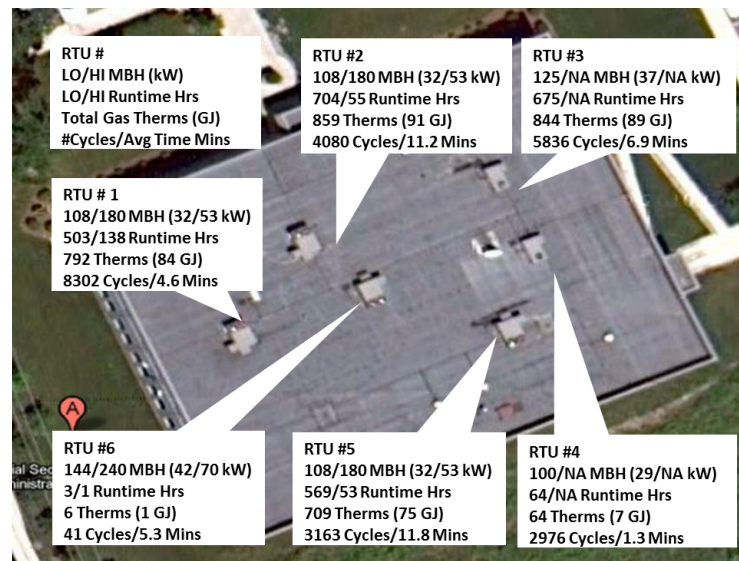 RTU #
LO/HI MBH (kW)
LO/HI Runtime Hrs
Total Gas Therms (GJ)
#Cycles/Avg Time Mins
RTU #2
108/180 MBH (32/53 kW)
704/55 Runtime Hrs
859 Therms (91 GJ)
4080 Cycles/11.2 Mins
RTU #3
125/NA MBH (37/NA kW)
675/NA Runtime Hrs
844 Therms (89 GJ)
5836 Cycles/6.9 Mins
RTU # 1
108/180 MBH (32/53 kW)
503/138 Runtime Hrs
792 Therms (84 GJ)
8302 Cycles/4.6 Mins
A
RTU #6
144/240 MBH (42/70 kW)
3/1 Runtime Hrs
6 Therms (1 GJ)
41 Cycles/5.3 Mins
RTU #5
108/180 MBH (32/53 kW)
569/53 Runtime Hrs
709 Therms (75 GJ)
3163 Cycles/11.8 Mins
RTU #4
100/NA MBH (29/NA kW)
64/NA Runtime Hrs
64 Therms (7 GJ)
2976 Cycles/1.3 Mins